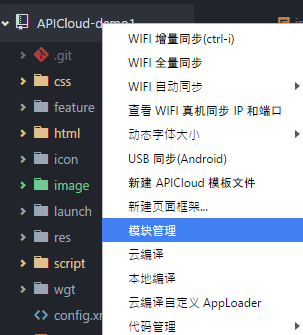 APICloud-demo1
.git
css
feature
html
icon
image
launch
res
script
wgt
config.x
WIFI 增量同步(ctrl-i)
WIFI 全量同步
WIFI 自动同步
查看 WIFI 真机同步 IP 和端口
动态字体大小
USB 同步(Android)
新建 APICloud 模板文件
新建页面框架...
模块管理
云编译
本地编译
云编译自定义 AppLoader
代码管理